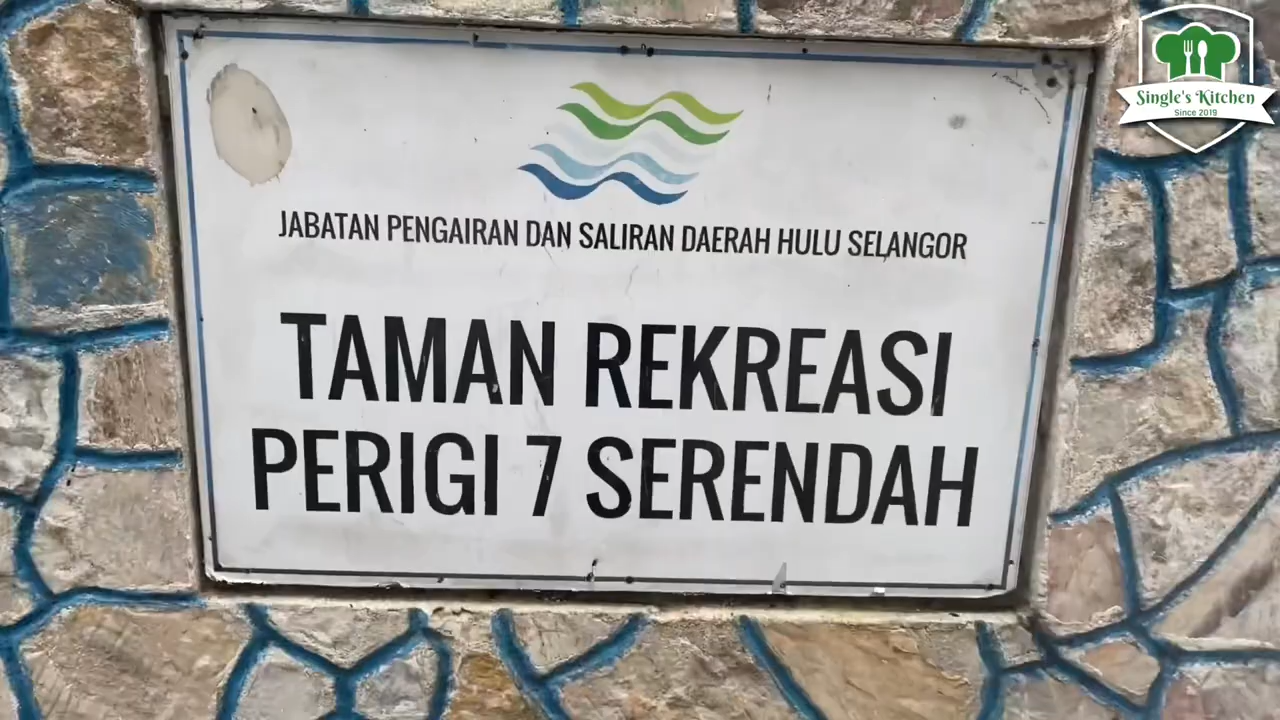 Single's Kitchen
Since 2019
JABATAN PENGAIRAN DAN SALIRAN DAERAH HULU SELANGOR
TAMAN REKREASI
PERIGI 7 SERENDAH